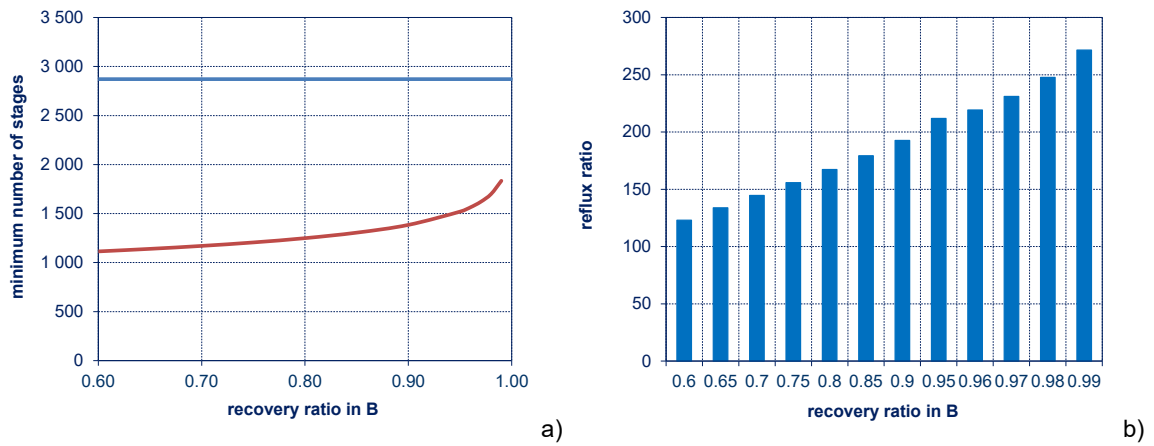 3 500
3 000
2 500
2 000
1 500
1 000
500
0
minimum number of stages
0.60 0.70 0.80 0.90 1.00
recovery ratio in B
a)
300
250
200
150
100
50
0
reflux ratio
0.6 0.65 0.7 0.75 0.8 0.85 0.9 0.95 0.96 0.97 0.98 0.99
recovery ratio in B
b)